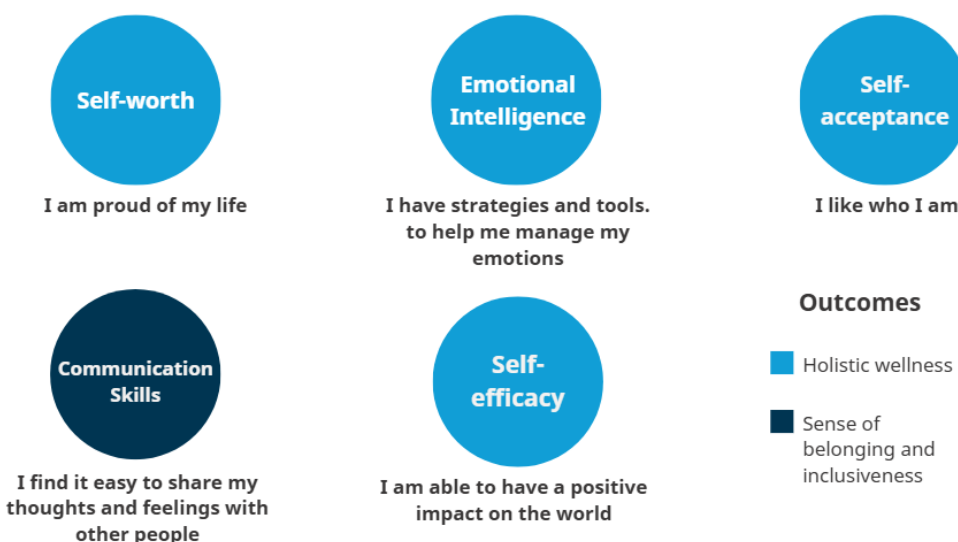 Self-worth
I am proud of my life
Emotional
Intelligence
I have strategies and tools.
to help me manage my
emotions
Self-
acceptance
I like who I am
Communication
Skills
I find it easy to share my
thoughts and feelings with
other people
Self-
efficacy
I am able to have a positive
impact on the world
Outcomes
Holistic wellness
Sense of
belonging and
inclusiveness